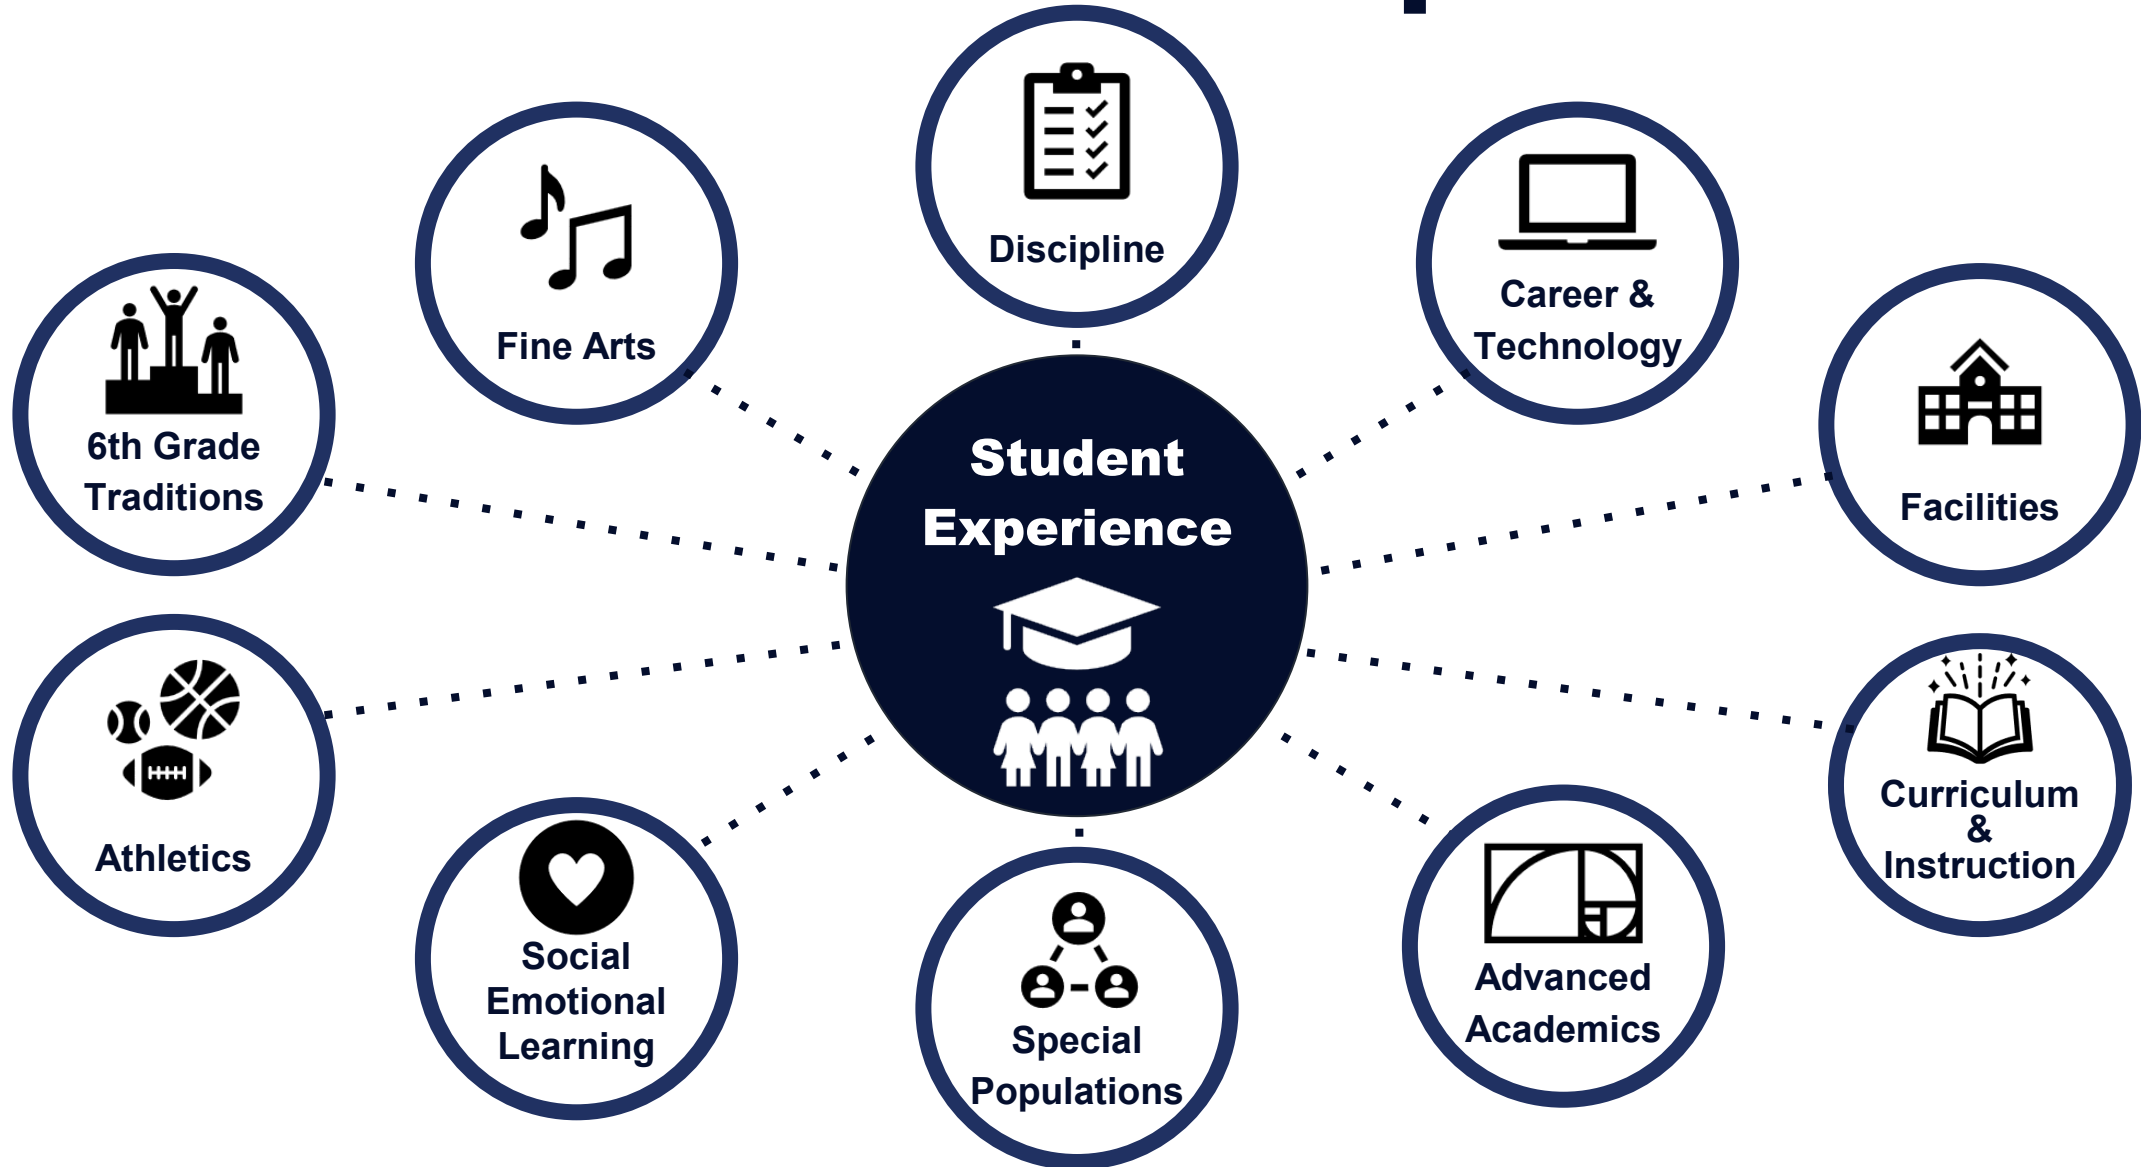 Discipline
Fine Arts
Career &
Technology
6th Grade
Traditions
Facilities
Student
Experience
Athletics
Curriculum
&
Instruction
Social
Emotional
Learning
Special
Populations
Advanced
Academics